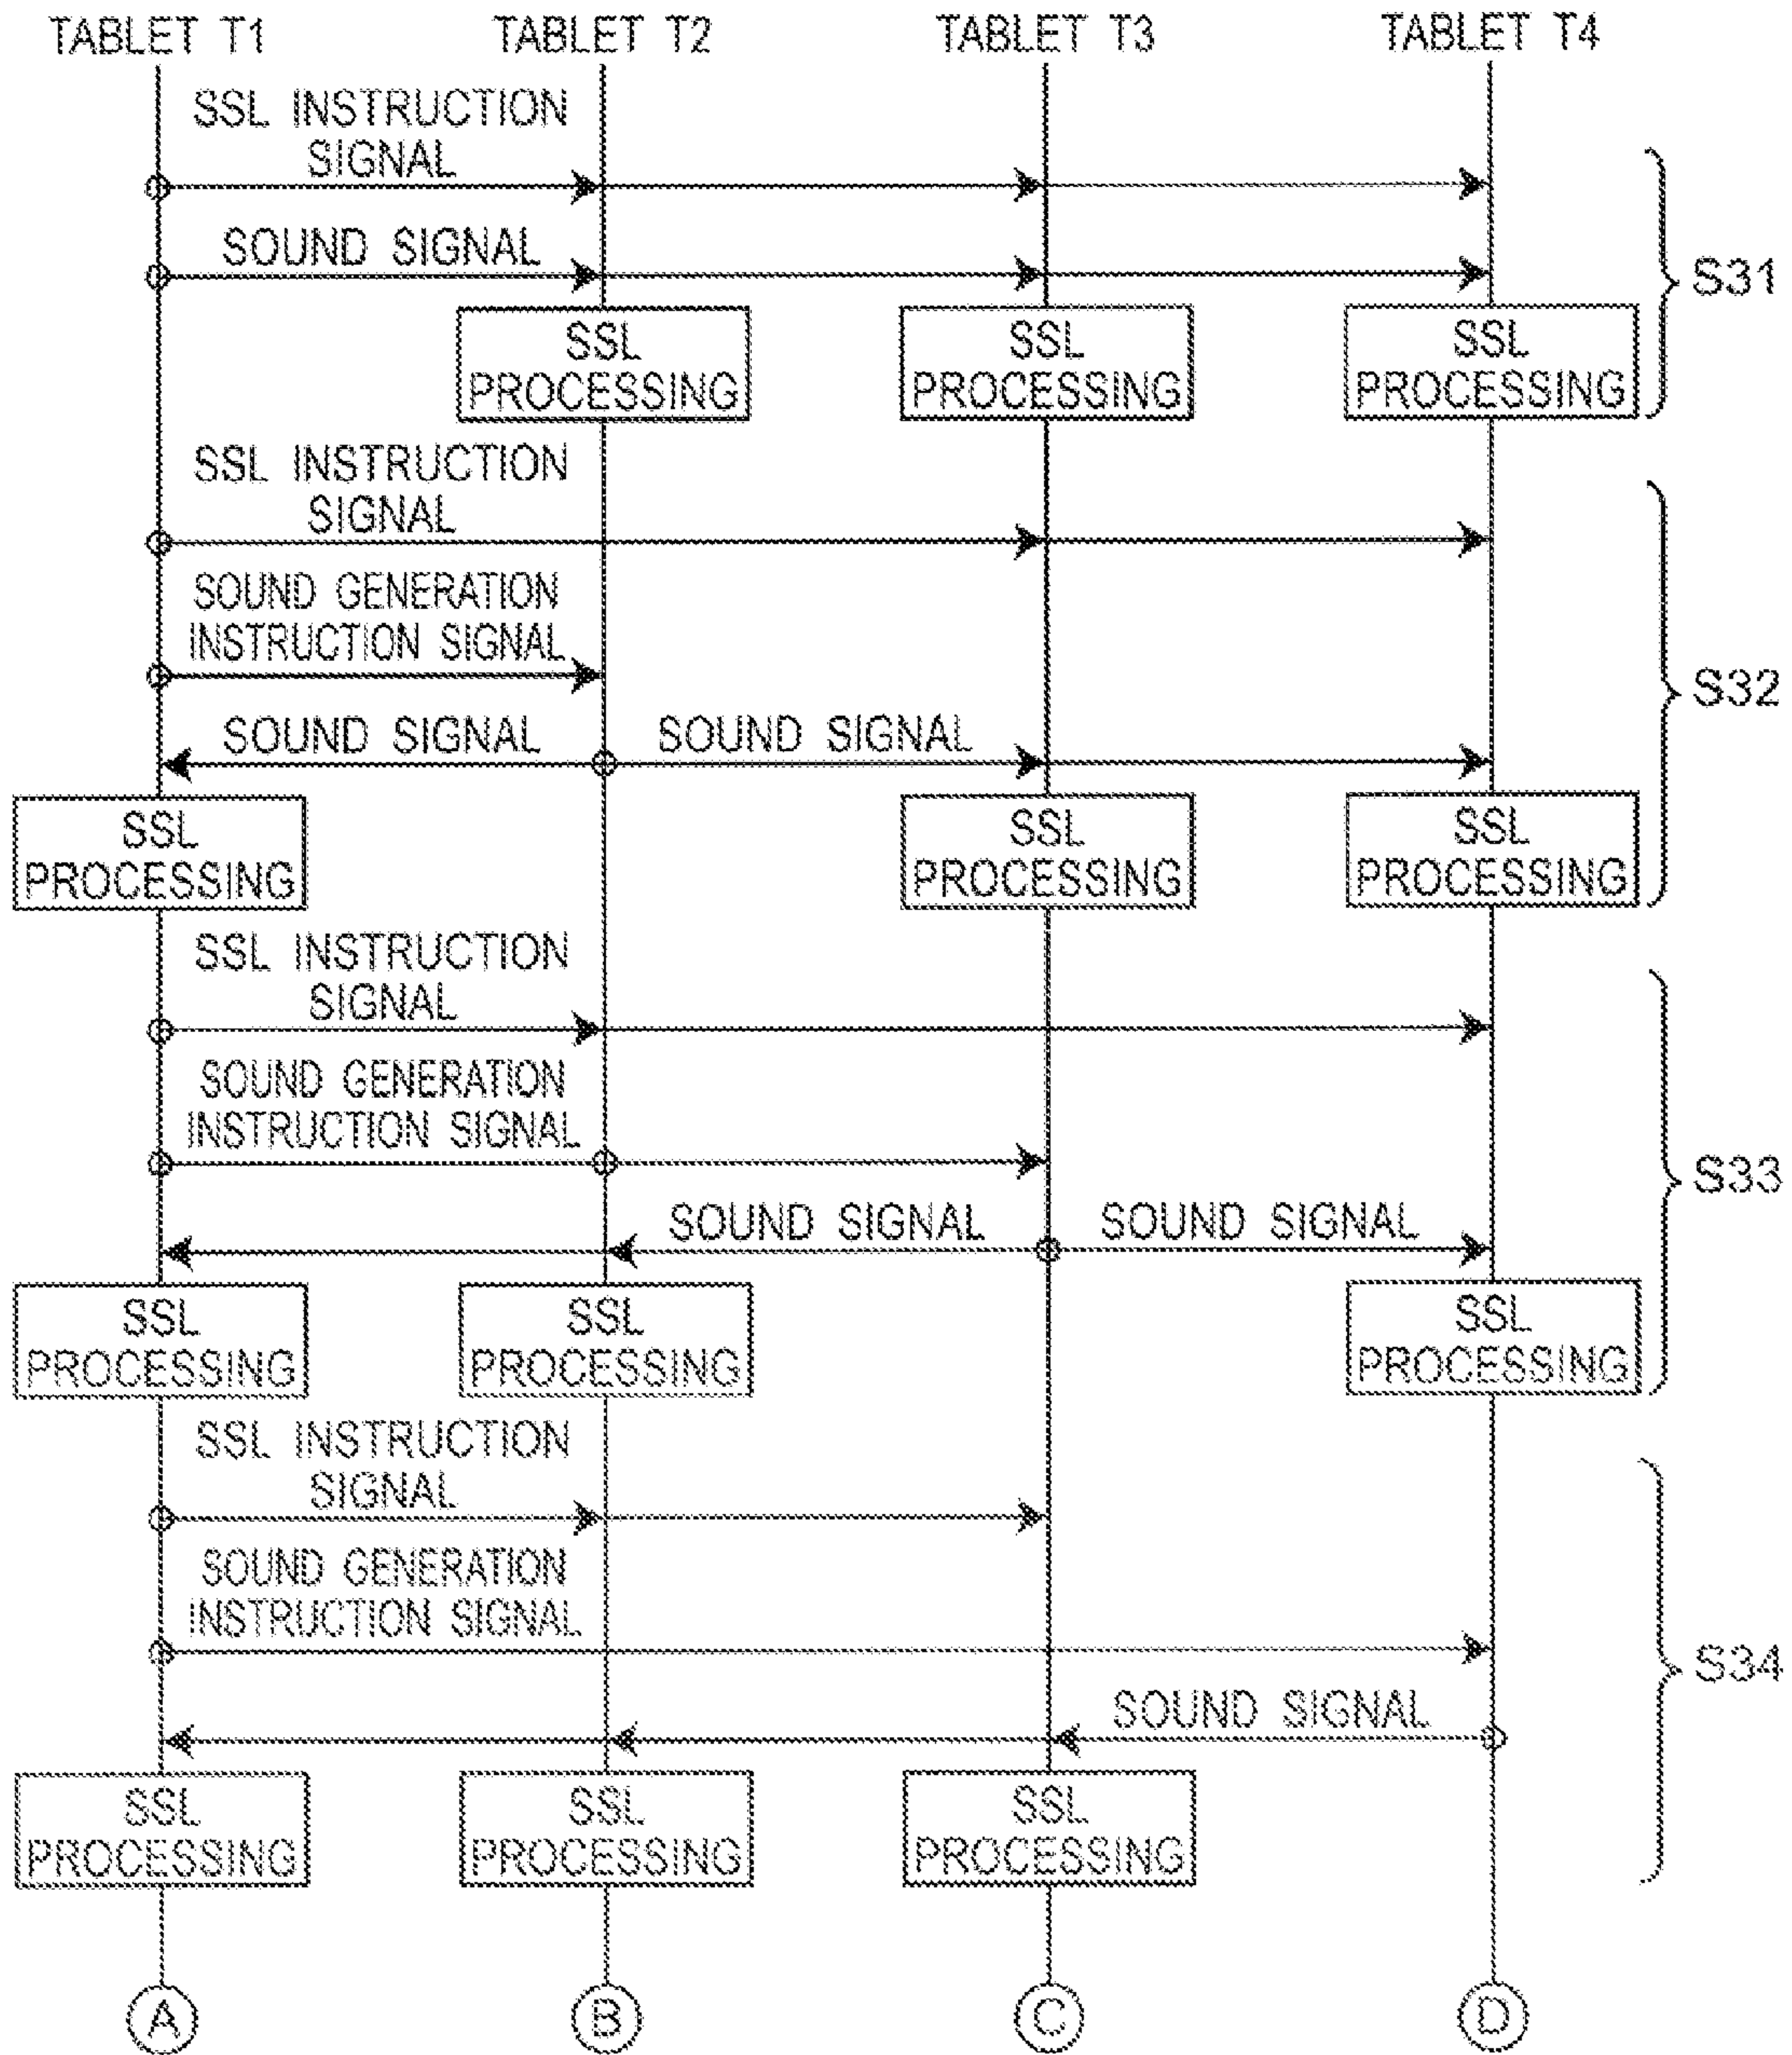 TABLET T1 TABLET T2 TABLET T3 TABLET T4
SSL INSTRUCTION
SIGNAL
SOUND SIGNAL
S31
SSL
PROCESSING
SSL
PROCESSING
SSL
PROCESSING
SSL INSTRUCTION
SIGNAL
SOUND GENERATION
INSTRUCTION SIGNAL
S32
SOUND SIGNAL SOUND SIGNAL
SSL
PROCESSING
SSL
PROCESSING
SSL
PROCESSING
SSL INSTRUCTION
SIGNAL
SOUND GENERATION
INSTRUCTION SIGNAL
S33
SOUND SIGNAL SOUND SIGNAL
SSL
PROCESSING
SSL
PROCESSING
SSL
PROCESSING
SSL INSTRUCTION
SIGNAL
SOUND GENERATION
INSTRUCTION SIGNAL
S34
SOUND SIGNAL
SSL
PROCESSING
SSL
PROCESSING
SSL
PROCESSING
A B C D